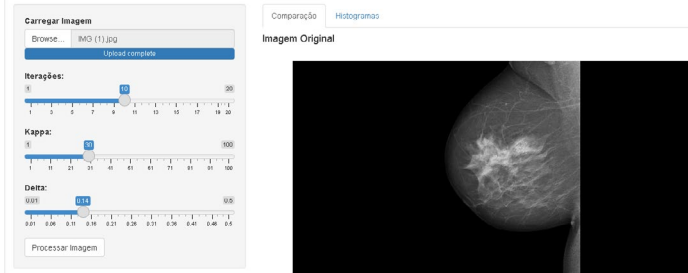 Carregar Imagem
Browse... IMG (1).jpg
Upload complete
Iterações:
1 10 20
1 3 5 7 9 11 13 15 17 19 20
Kappa:
1 30 100
1 11 21 31 41 51 61 71 81 91 100
Delta:
0.01 0.14 0.5
0.01 0.06 0.11 0.16 0.21 0.26 0.31 0.36 0.41 0.46 0.5
Processar Imagem
Comparação Histogramas
Imagem Original